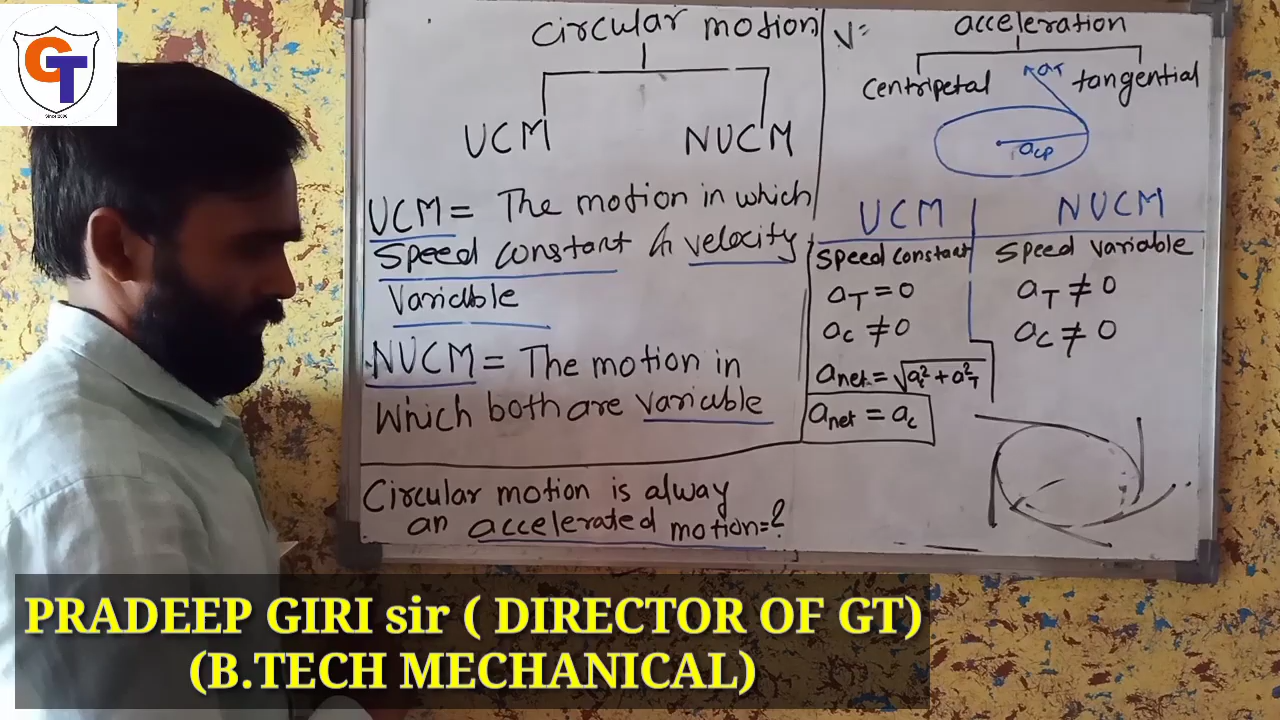 GT
Since 2006
circular motion
UCM NUCM
UCM = The motion in which
Speed constant & velocity
Variable
NUCM = The motion in
Which both are variable
Circular motion is alway
an accelerated motion=?
V=
acceleration
Centripetal tangential
aT
acp
UCM NUCM
Speed constant Speed variable
aT = 0 aT ≠ 0
ac ≠ 0 ac ≠ 0
anet = √ac² + aT²
anet = ac
PRADEEP GIRI sir ( DIRECTOR OF GT)
(B.TECH MECHANICAL)